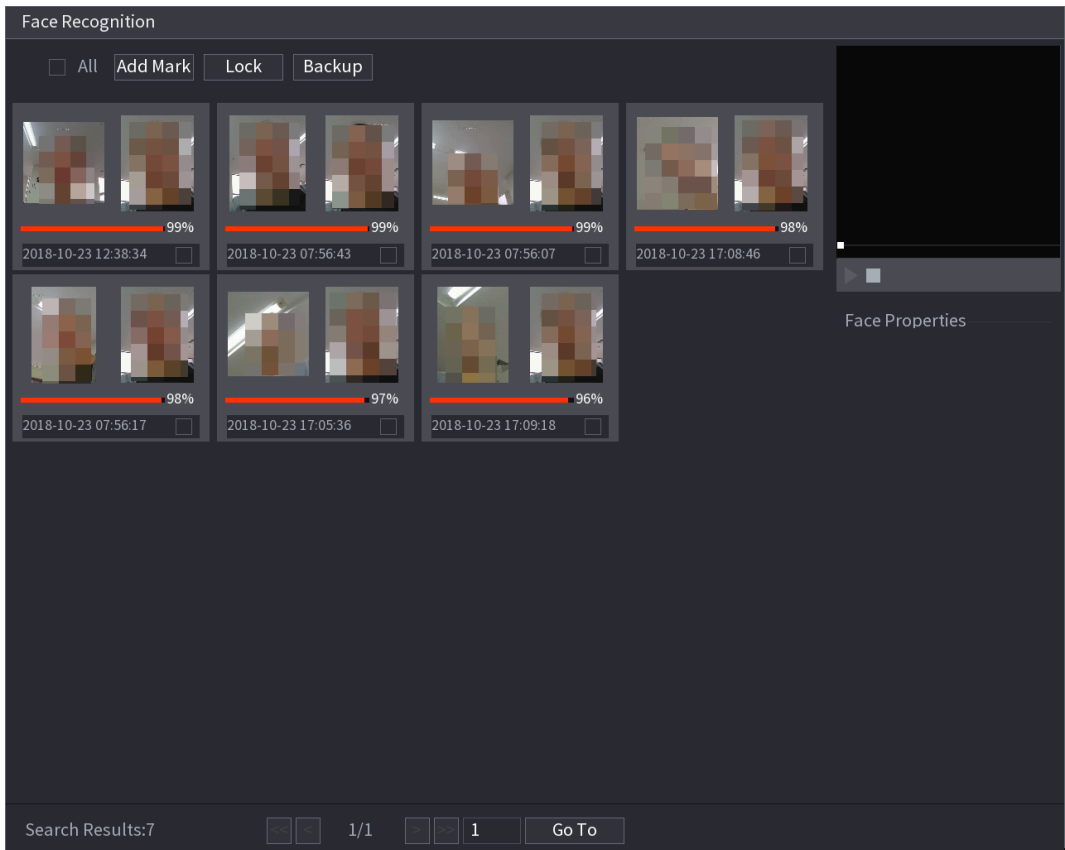 Face Recognition
All Add Mark Lock Backup
99% 99% 99% 98%
2018-10-23 12:38:34 2018-10-23 07:56:43 2018-10-23 07:56:07 2018-10-23 17:08:46
Face Properties
98% 97% 96%
2018-10-23 07:56:17 2018-10-23 17:05:36 2018-10-23 17:09:18
Search Results:7 << < 1/1 > >> 1 Go To